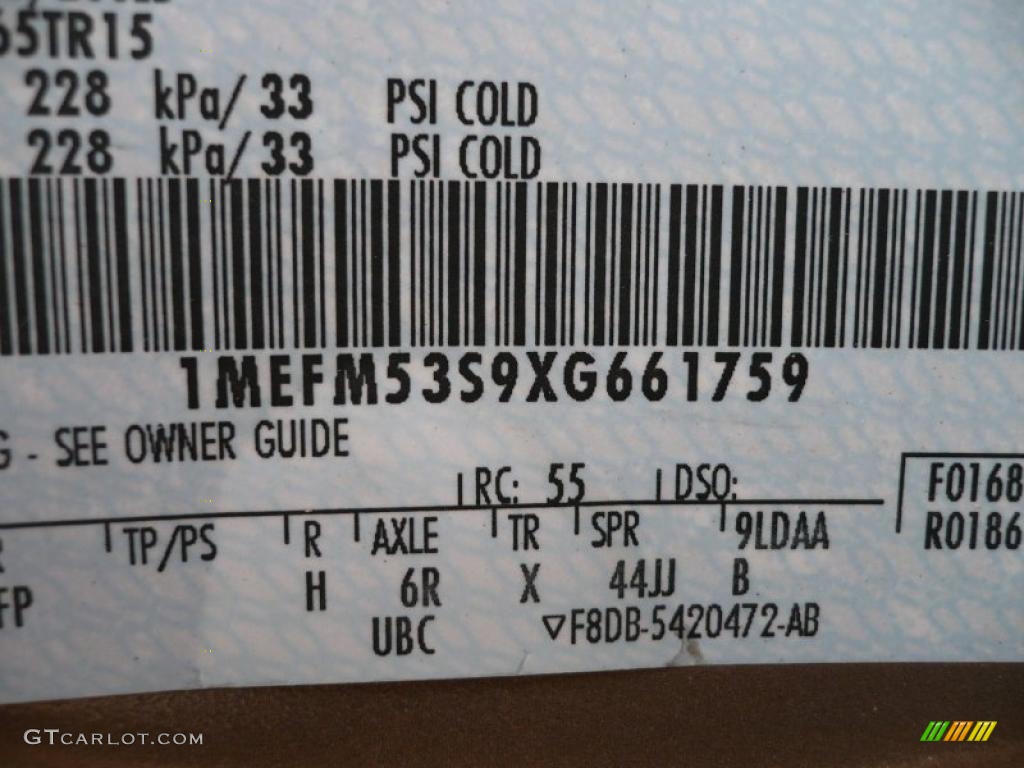 65TR15
228 kPa/ 33 PSI COLD
228 kPa/ 33 PSI COLD
1MEFM53S9XG661759
G - SEE OWNER GUIDE
RC: 55 DSO: F0168
TP/PS R AXLE TR SPR 9LDAA R0186
FP H 6R X 44JJ B
UBC ▽F8DB-5420472-AB
GTCARLOT.COM